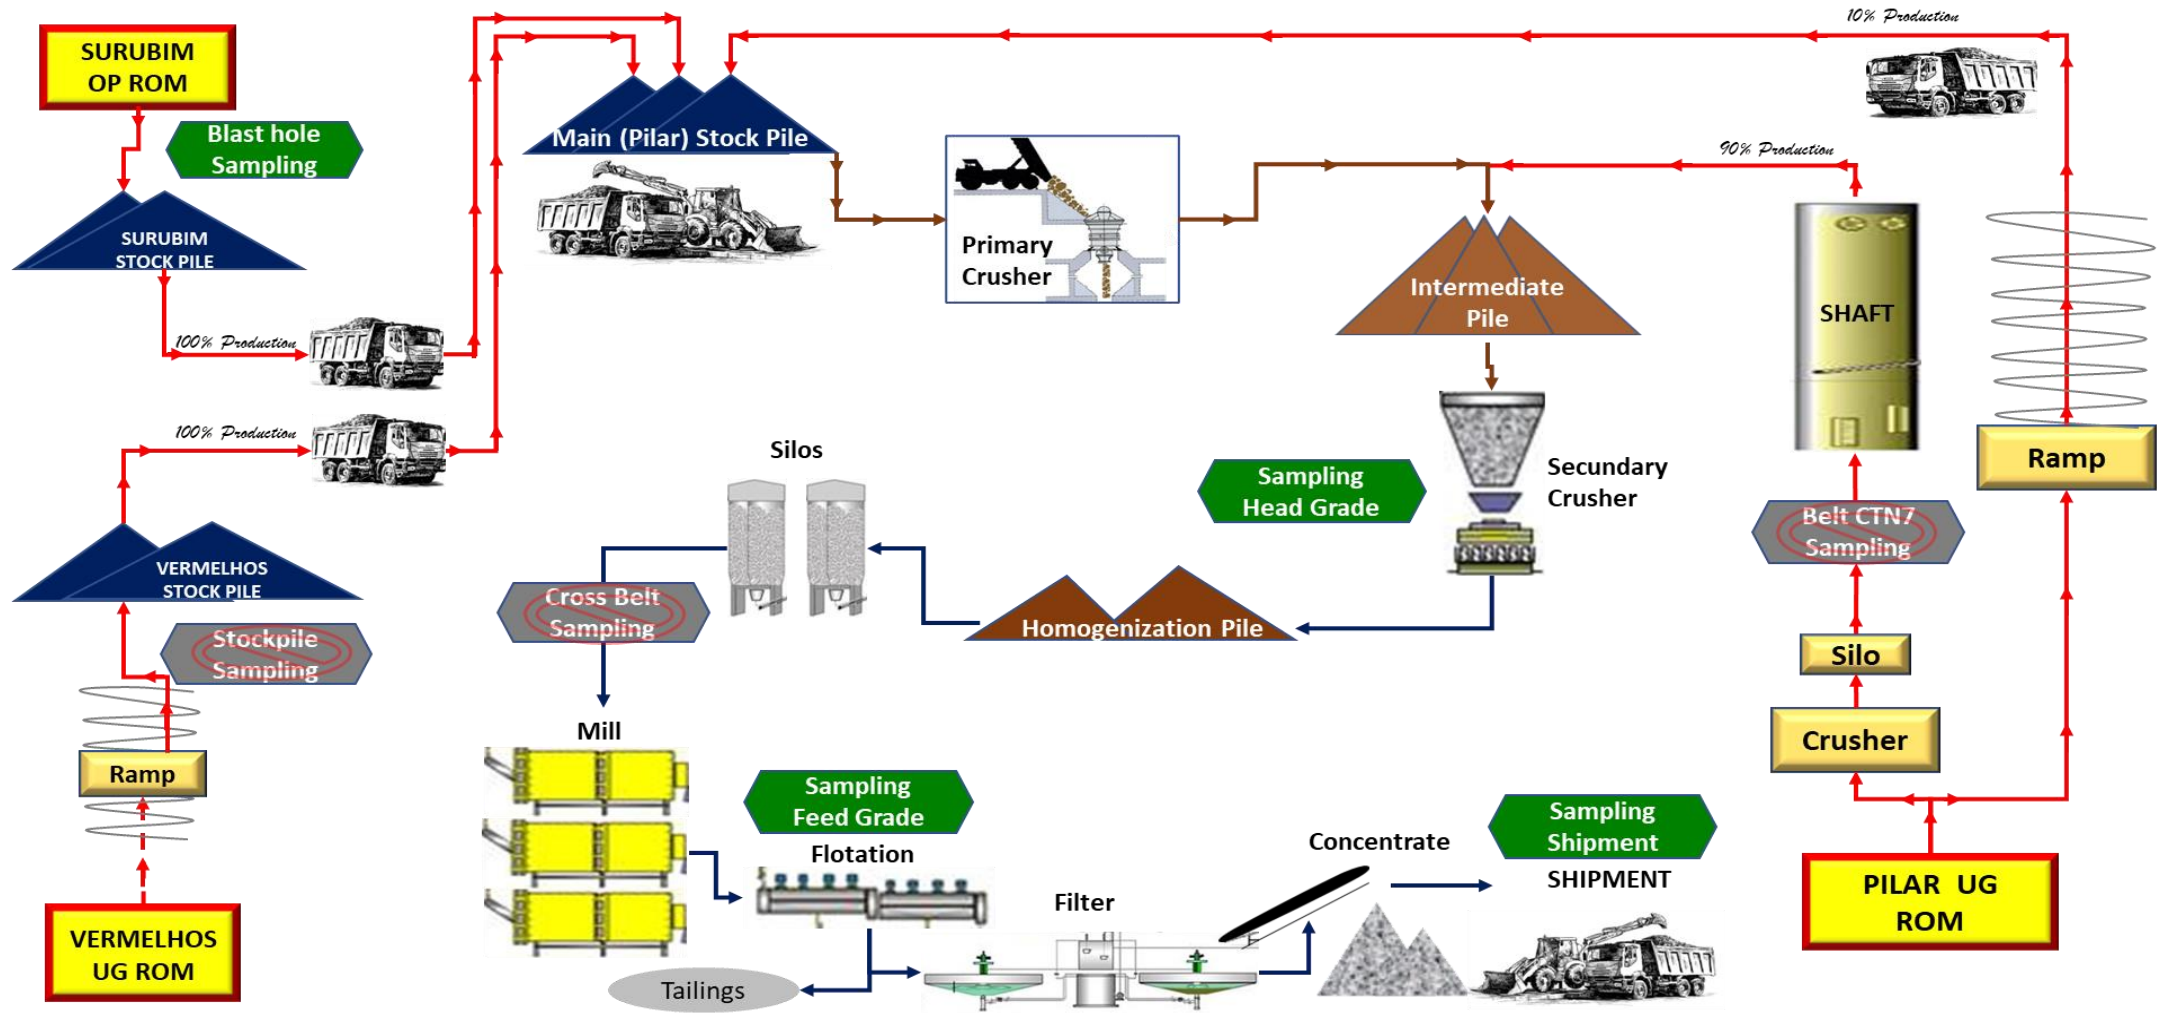 SURUBIM
OP ROM
Blast hole
Sampling
SURUBIM
STOCK PILE
100% Production
100% Production
VERMELHOS
STOCK PILE
Stockpile
Sampling
Ramp
VERMELHOS
UG ROM
Main (Pilar) Stock Pile
Primary
Crusher
10% Production
90% Production
Intermediate
Pile
SHAFT
Ramp
Secundary
Crusher
Sampling
Head Grade
Belt CTN7
Sampling
Silos
Cross Belt
Sampling
Homogenization Pile
Silo
Crusher
PILAR UG
ROM
Mill
Sampling
Feed Grade
Flotation
Tailings
Filter
Concentrate
Sampling
Shipment
SHIPMENT